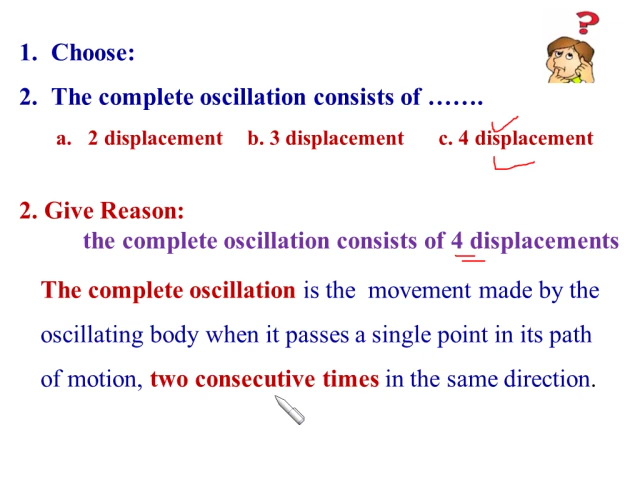 1. Choose:
2. The complete oscillation consists of …….
a. 2 displacement b. 3 displacement c. 4 displacement
2. Give Reason:
the complete oscillation consists of 4 displacements
The complete oscillation is the movement made by the
oscillating body when it passes a single point in its path
of motion, two consecutive times in the same direction.